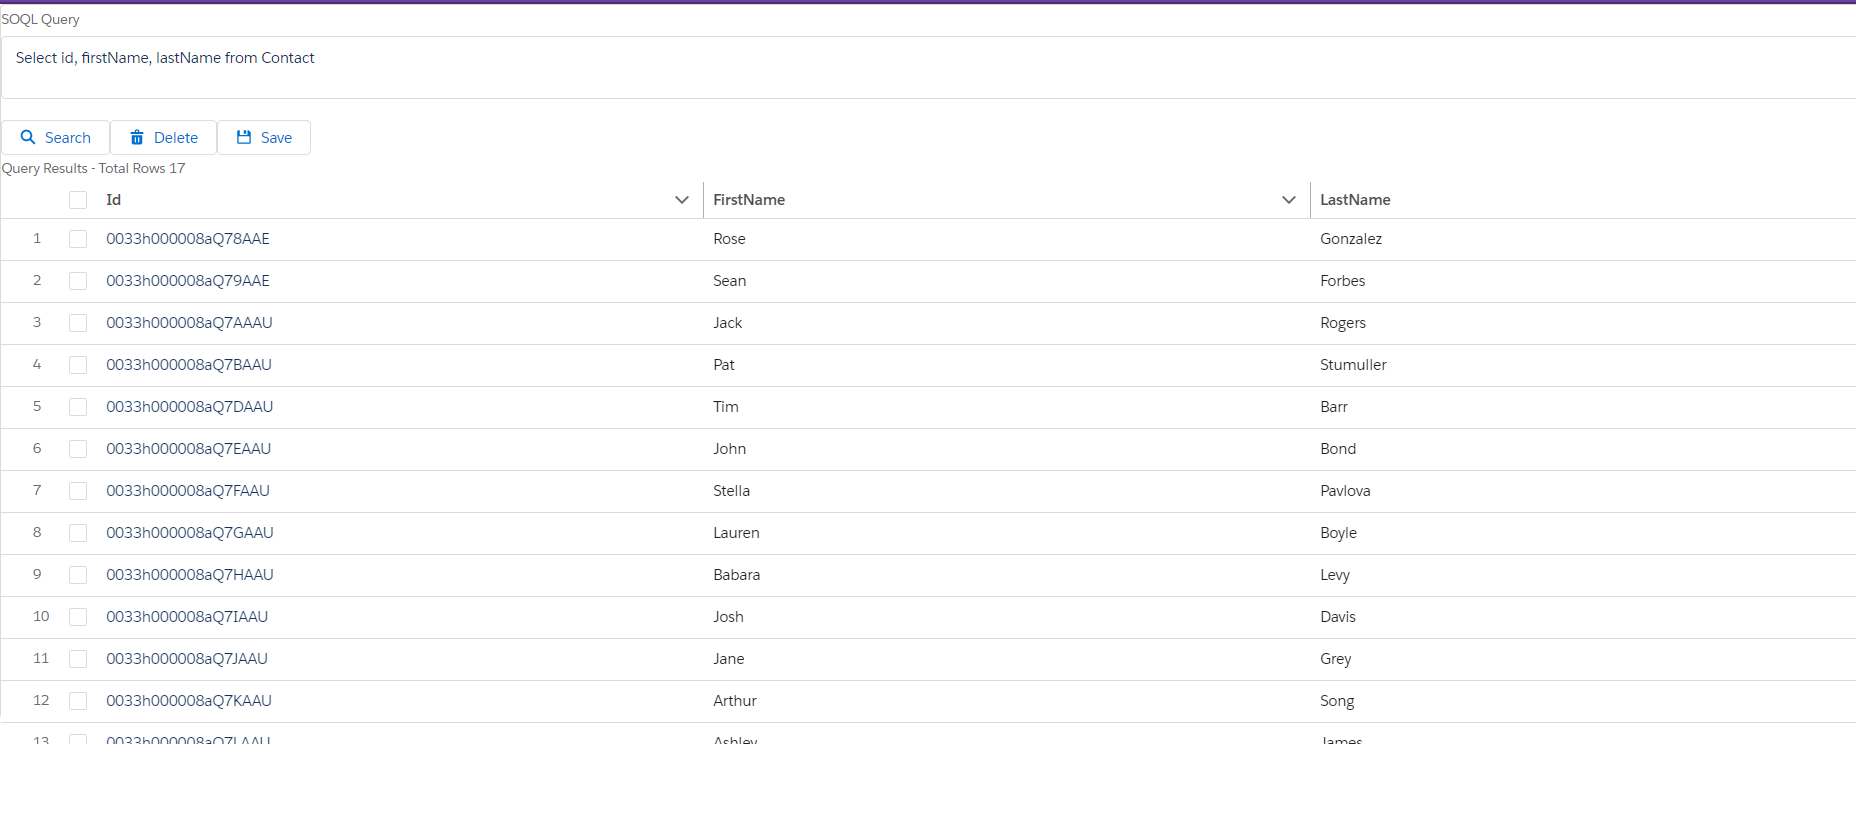 SOQL Query
Select id, firstName, lastName from Contact
Search Delete Save
Query Results - Total Rows 17
Id FirstName LastName
1 0033h000008aQ78AAE Rose Gonzalez
2 0033h000008aQ79AAE Sean Forbes
3 0033h000008aQ7AAAU Jack Rogers
4 0033h000008aQ7BAAU Pat Stumuller
5 0033h000008aQ7DAAU Tim Barr
6 0033h000008aQ7EAAU John Bond
7 0033h000008aQ7FAAU Stella Pavlova
8 0033h000008aQ7GAAU Lauren Boyle
9 0033h000008aQ7HAAU Babara Levy
10 0033h000008aQ7IAAU Josh Davis
11 0033h000008aQ7JAAU Jane Grey
12 0033h000008aQ7KAAU Arthur Song
13 0033h000008aQ7LAAU Ashley James